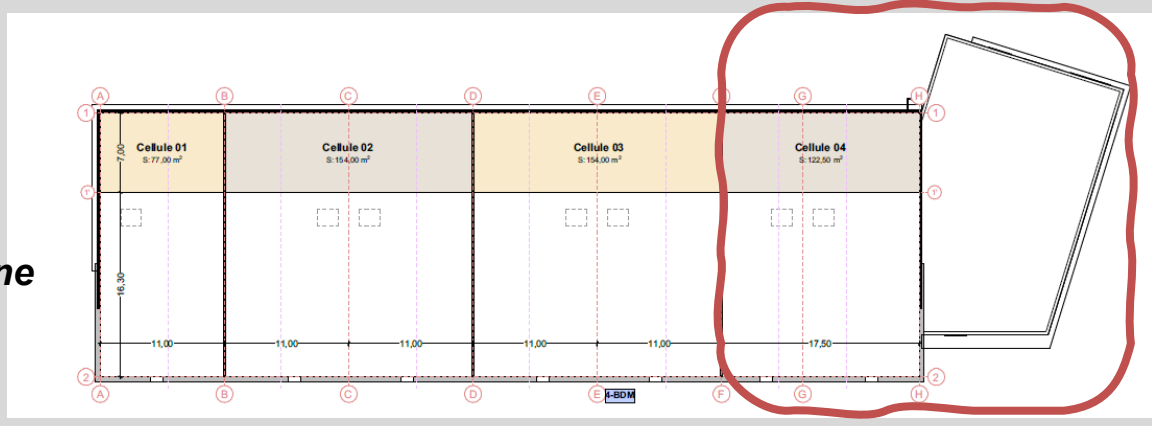 A B C D E F G H
1 1
Cellule 01
S: 77,00 m²
Cellule 02
S: 154,00 m²
Cellule 03
S: 154,00 m²
Cellule 04
S: 122,50 m²
7,00
1' 1'
ne
16,30
11,00 11,00 11,00 11,00 11,00 17,50
2 2
A B C D E 4-BDM F G H